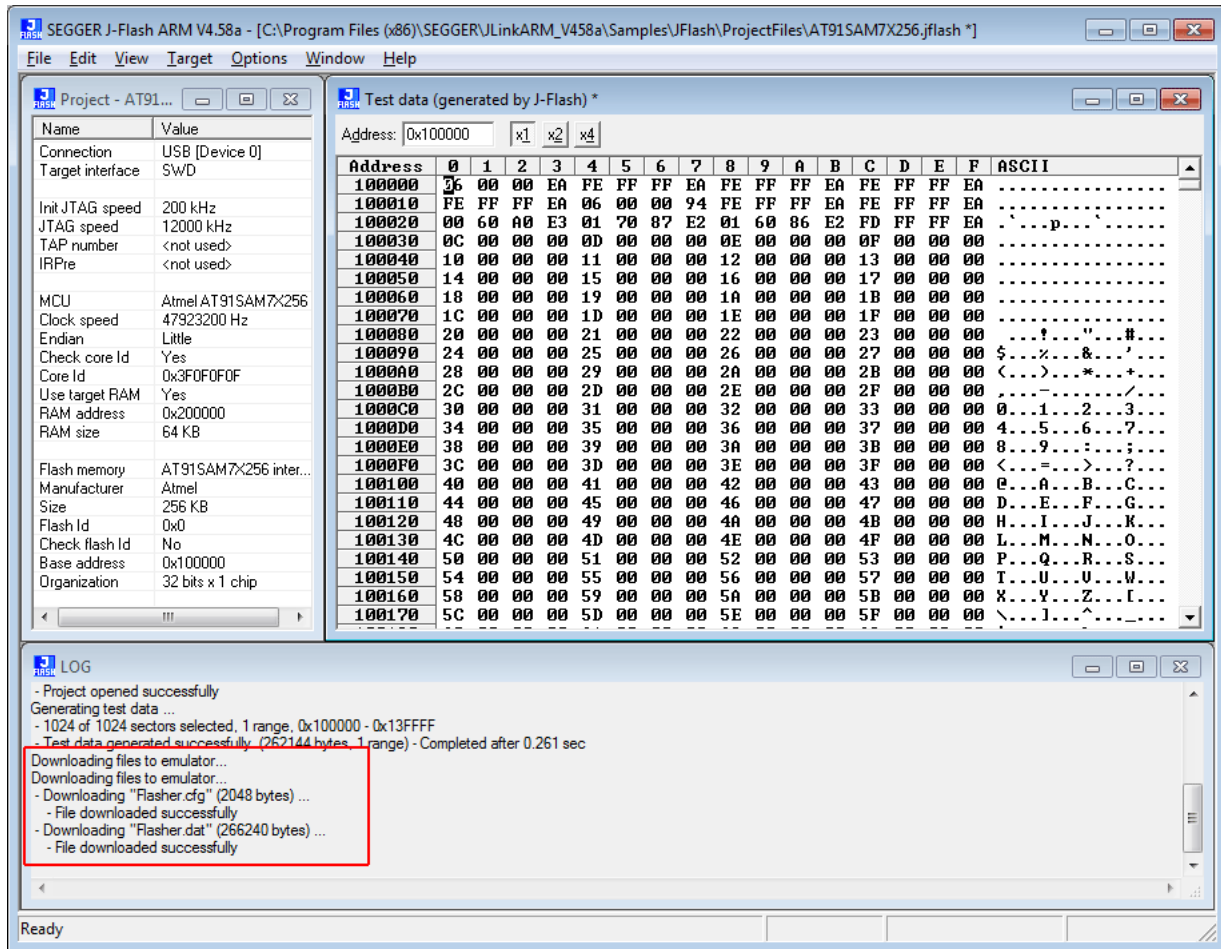 SEGGER J-Flash ARM V4.58a - [C:\Program Files (x86)\SEGGER\JLinkARM_V458a\Samples\JFlash\ProjectFiles\AT91SAM7X256.jflash *]
File Edit View Target Options Window Help
Project - AT91...
Name Value
Connection USB [Device 0]
Target interface SWD
Init JTAG speed 200 kHz
JTAG speed 12000 kHz
TAP number <not used>
IRPre <not used>
MCU Atmel AT91SAM7X256
Clock speed 47923200 Hz
Endian Little
Check core Id Yes
Core Id 0x3F0F0F0F
Use target RAM Yes
RAM address 0x200000
RAM size 64 KB
Flash memory AT91SAM7X256 inter...
Manufacturer Atmel
Size 256 KB
Flash Id 0x0
Check flash Id No
Base address 0x100000
Organization 32 bits x 1 chip
Test data (generated by J-Flash) *
Address: 0x100000 x1 x2 x4
Address 0 1 2 3 4 5 6 7 8 9 A B C D E F ASCII
100000 06 00 00 EA FE FF FF EA FE FF FF EA FE FF FF EA ................
100010 FE FF FF EA 06 00 00 94 FE FF FF EA FE FF FF EA ................
100020 00 60 A0 E3 01 70 87 E2 01 60 86 E2 FD FF FF EA .`...p...`......
100030 0C 00 00 00 0D 00 00 00 0E 00 00 00 0F 00 00 00 ................
100040 10 00 00 00 11 00 00 00 12 00 00 00 13 00 00 00 ................
100050 14 00 00 00 15 00 00 00 16 00 00 00 17 00 00 00 ................
100060 18 00 00 00 19 00 00 00 1A 00 00 00 1B 00 00 00 ................
100070 1C 00 00 00 1D 00 00 00 1E 00 00 00 1F 00 00 00 ................
100080 20 00 00 00 21 00 00 00 22 00 00 00 23 00 00 00  ...!..."...#...
100090 24 00 00 00 25 00 00 00 26 00 00 00 27 00 00 00 $...%...&...'...
1000A0 28 00 00 00 29 00 00 00 2A 00 00 00 2B 00 00 00 (...)...*...+...
1000B0 2C 00 00 00 2D 00 00 00 2E 00 00 00 2F 00 00 00 ,...-......./...
1000C0 30 00 00 00 31 00 00 00 32 00 00 00 33 00 00 00 0...1...2...3...
1000D0 34 00 00 00 35 00 00 00 36 00 00 00 37 00 00 00 4...5...6...7...
1000E0 38 00 00 00 39 00 00 00 3A 00 00 00 3B 00 00 00 8...9...:...;...
1000F0 3C 00 00 00 3D 00 00 00 3E 00 00 00 3F 00 00 00 <...=...>...?...
100100 40 00 00 00 41 00 00 00 42 00 00 00 43 00 00 00 @...A...B...C...
100110 44 00 00 00 45 00 00 00 46 00 00 00 47 00 00 00 D...E...F...G...
100120 48 00 00 00 49 00 00 00 4A 00 00 00 4B 00 00 00 H...I...J...K...
100130 4C 00 00 00 4D 00 00 00 4E 00 00 00 4F 00 00 00 L...M...N...O...
100140 50 00 00 00 51 00 00 00 52 00 00 00 53 00 00 00 P...Q...R...S...
100150 54 00 00 00 55 00 00 00 56 00 00 00 57 00 00 00 T...U...V...W...
100160 58 00 00 00 59 00 00 00 5A 00 00 00 5B 00 00 00 X...Y...Z...[...
100170 5C 00 00 00 5D 00 00 00 5E 00 00 00 5F 00 00 00 \...]...^..._...
LOG
- Project opened successfully
Generating test data ...
- 1024 of 1024 sectors selected, 1 range, 0x100000 - 0x13FFFF
- Test data generated successfully. (262144 bytes, 1 range) - Completed after 0.261 sec
Downloading files to emulator...
Downloading files to emulator...
- Downloading "Flasher.cfg" (2048 bytes) ...
- File downloaded successfully
- Downloading "Flasher.dat" (266240 bytes) ...
- File downloaded successfully
Ready